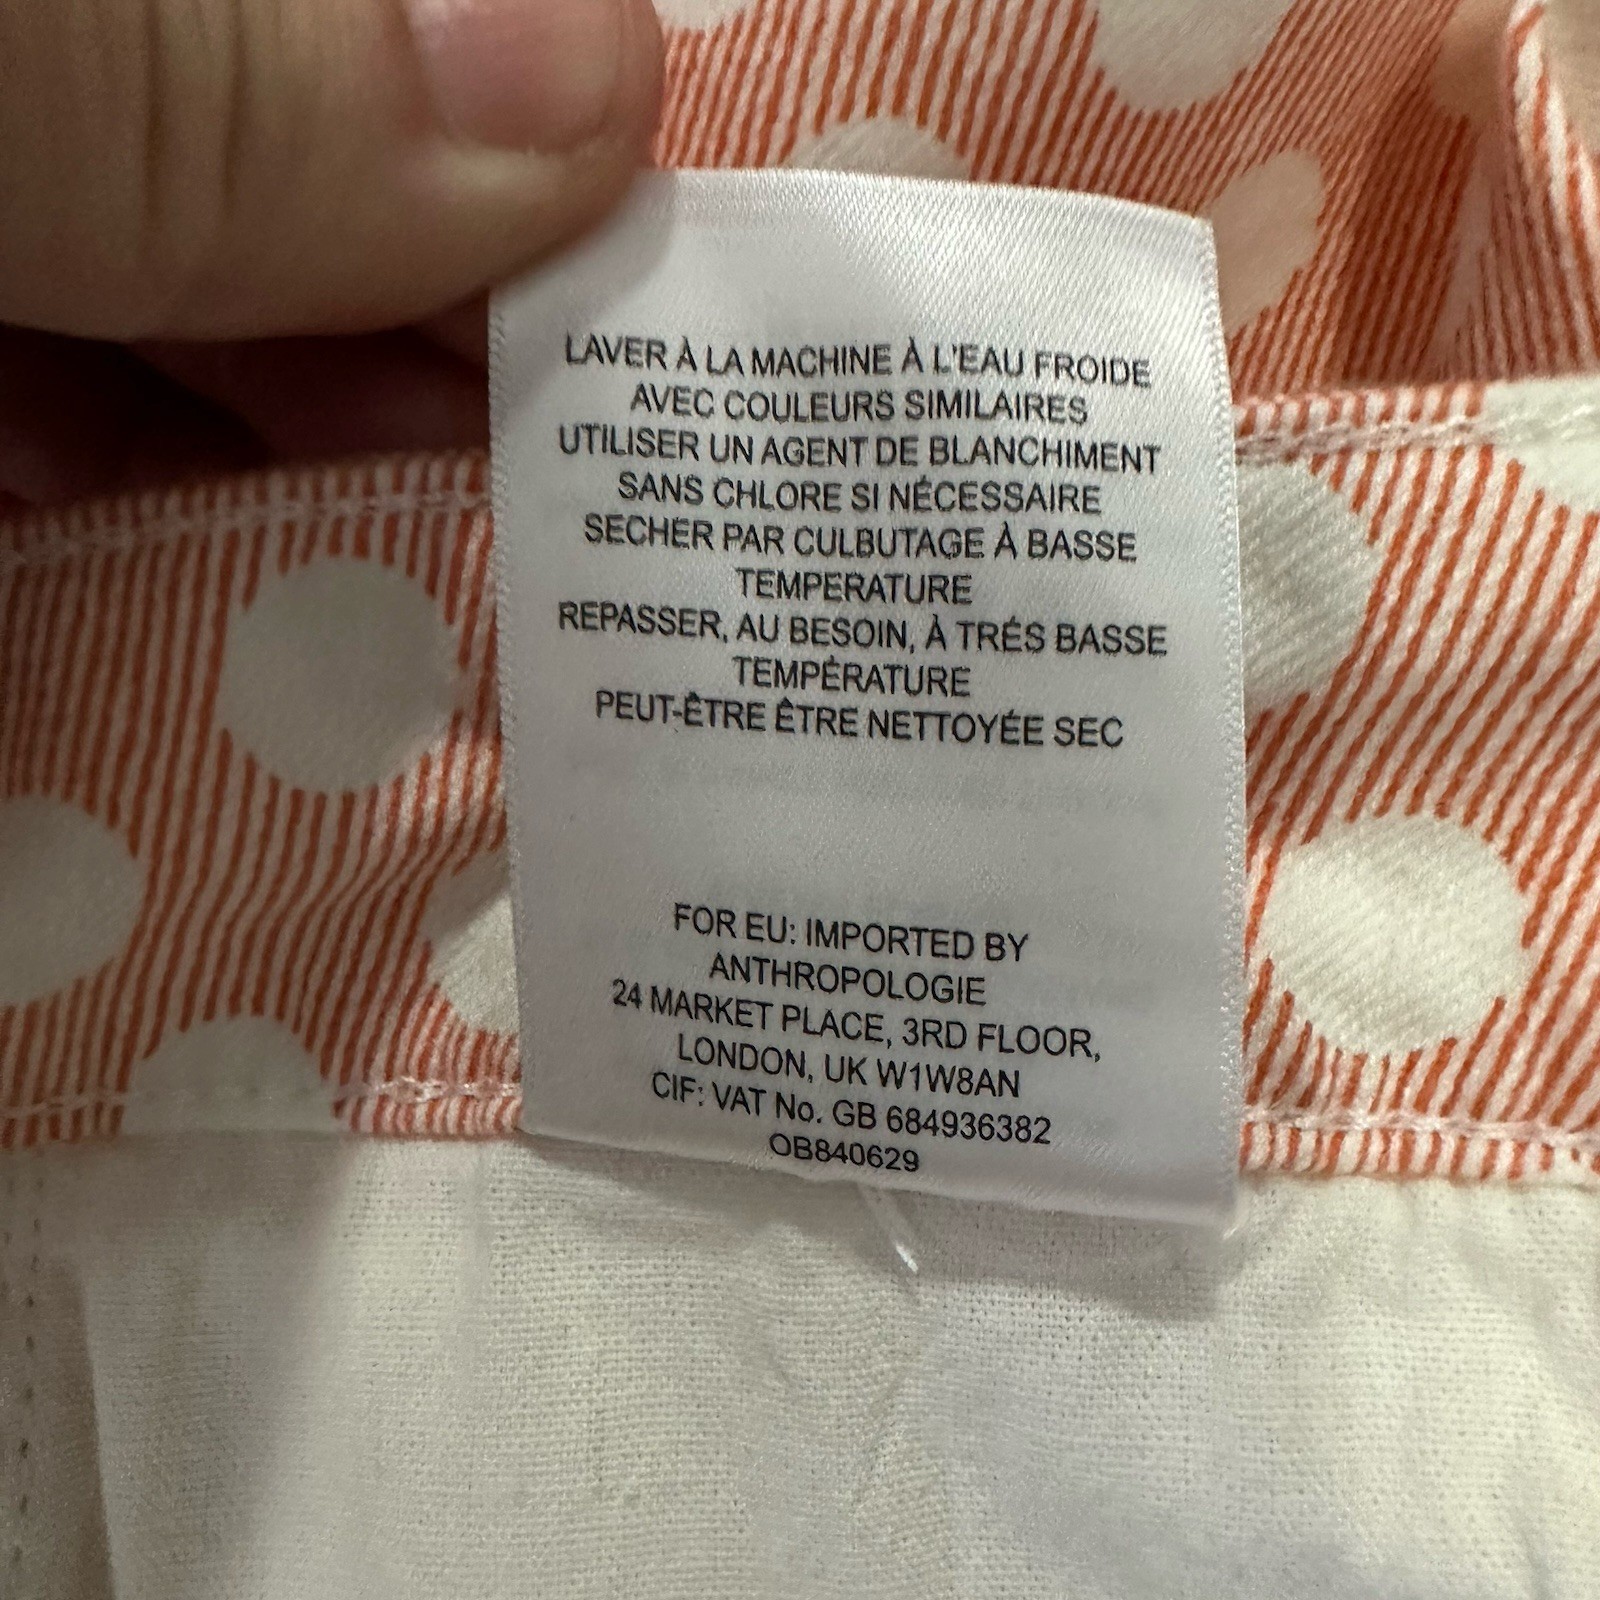 LAVER À LA MACHINE À L'EAU FROIDE
AVEC COULEURS SIMILAIRES
UTILISER UN AGENT DE BLANCHIMENT
SANS CHLORE SI NÉCESSAIRE
SECHER PAR CULBUTAGE À BASSE
TEMPERATURE
REPASSER, AU BESOIN, À TRÉS BASSE
TEMPÉRATURE
PEUT-ÊTRE ÊTRE NETTOYÉE SEC
FOR EU: IMPORTED BY
ANTHROPOLOGIE
24 MARKET PLACE, 3RD FLOOR,
LONDON, UK W1W8AN
CIF: VAT No. GB 684936382
OB840629